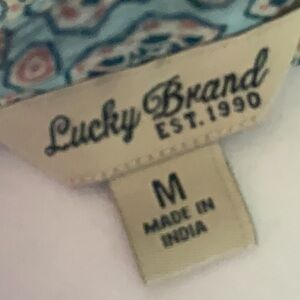 Lucky Brand
EST. 1990
M
MADE IN
INDIA